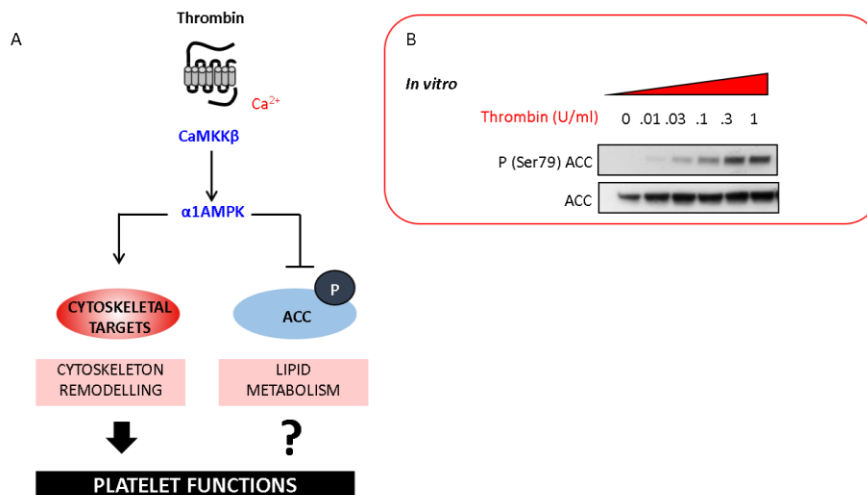 A
Thrombin
Ca²⁺
CaMKKβ
α1AMPK
CYTOSKELETAL
TARGETS
P
ACC
CYTOSKELETON
REMODELLING
LIPID
METABOLISM
?
PLATELET FUNCTIONS
B
In vitro
Thrombin (U/ml) 0 .01 .03 .1 .3 1
P (Ser79) ACC
ACC